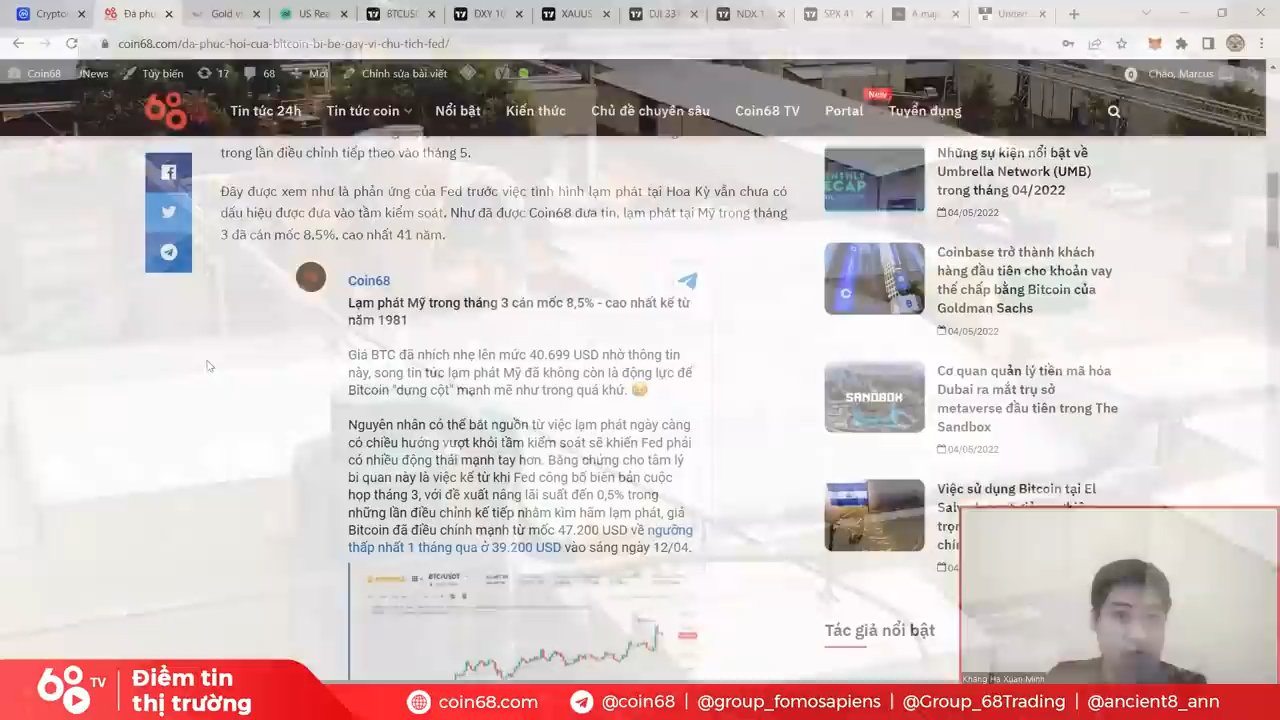 Crypto
Đà phu
Gold v
US Rea
BTCUSD
DXY 10
XAUUS
DJI 331
NDX 1
SPX 41
A maj
United
coin68.com/da-phuc-hoi-cua-bitcoin-bi-be-gay-vi-chu-tich-fed/
Coin68
News
Tùy biến
17
68
Mới
Chỉnh sửa bài viết
0
Chào, Marcus
68
Tin tức 24h
Tin tức coin
Nổi bật
Kiến thức
Chủ đề chuyên sâu
Coin68 TV
Portal
New
Tuyển dụng
trong lần điều chỉnh tiếp theo vào tháng 5.
Đây được xem như là phản ứng của Fed trước việc tình hình lạm phát tại Hoa Kỳ vẫn chưa có
dấu hiệu được đưa vào tầm kiểm soát. Như đã được Coin68 đưa tin, lạm phát tại Mỹ trong tháng
3 đã cán mốc 8,5%, cao nhất 41 năm.
Coin68
Lạm phát Mỹ trong tháng 3 cán mốc 8,5% - cao nhất kể từ
năm 1981
Giá BTC đã nhích nhẹ lên mức 40.699 USD nhờ thông tin
này, song tin tức lạm phát Mỹ đã không còn là động lực để
Bitcoin "dựng cột" mạnh mẽ như trong quá khứ. 😥
Nguyên nhân có thể bắt nguồn từ việc lạm phát ngày càng
có chiều hướng vượt khỏi tầm kiểm soát sẽ khiến Fed phải
có nhiều động thái mạnh tay hơn. Bằng chứng cho tâm lý
bi quan này là việc kể từ khi Fed công bố biên bản cuộc
họp tháng 3, với đề xuất nâng lãi suất đến 0,5% trong
những lần điều chỉnh kế tiếp nhằm kìm hãm lạm phát, giá
Bitcoin đã điều chỉnh mạnh từ mốc 47.200 USD về ngưỡng
thấp nhất 1 tháng qua ở 39.200 USD vào sáng ngày 12/04.
BTC/USDT
MONTHLY
RECAP
Những sự kiện nổi bật về
Umbrella Network (UMB)
trong tháng 04/2022
04/05/2022
Coinbase trở thành khách
hàng đầu tiên cho khoản vay
thế chấp bằng Bitcoin của
Goldman Sachs
04/05/2022
SANDBOX
Cơ quan quản lý tiền mã hóa
Dubai ra mắt trụ sở
metaverse đầu tiên trong The
Sandbox
04/05/2022
Việc sử dụng Bitcoin tại El
Tác giả nổi bật
Khang Ha Xuan Minh
68 TV
Điểm tin
thị trường
coin68.com
@coin68 | @group_fomosapiens | @Group_68Trading | @ancient8_ann